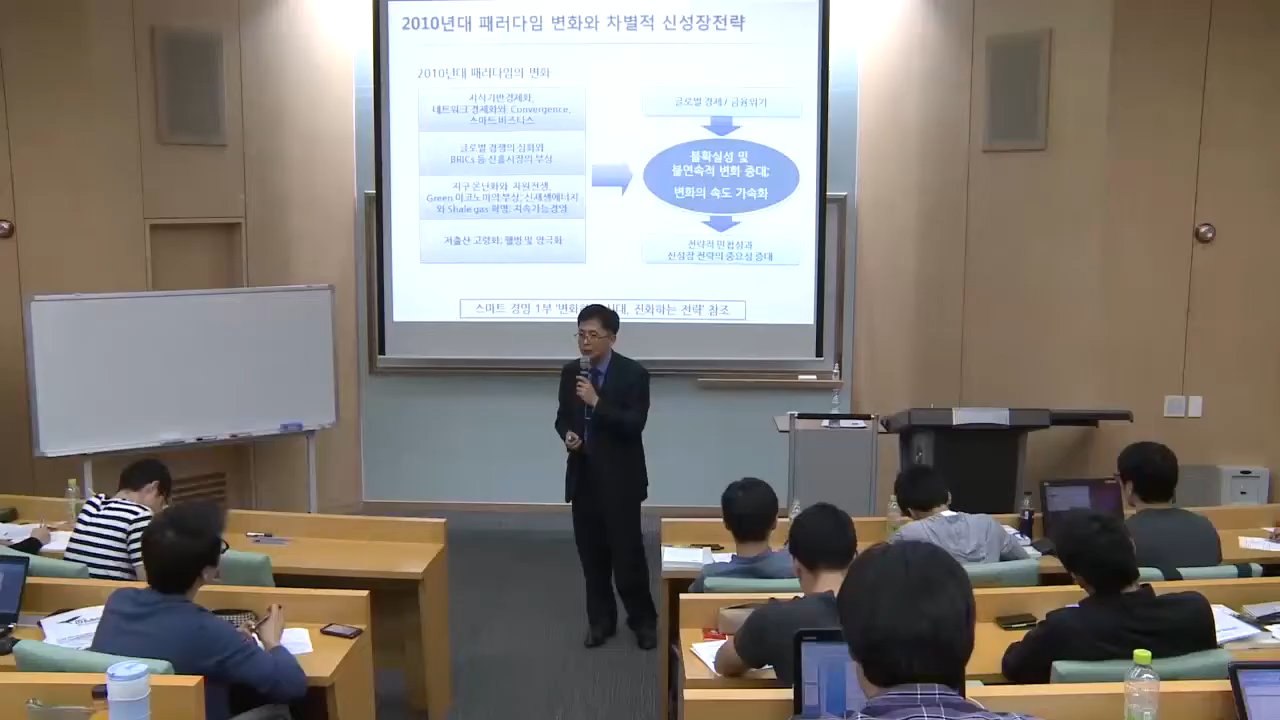 2010년대 패러다임 변화와 차별적 신성장전략
2010년대 패러다임의 변화
지식기반경제화,
네트워크 경제화와 Convergence,
스마트 비즈니스
글로벌 경쟁의 심화와
BRICs 등 신흥시장의 부상
지구온난화와 자원전쟁,
Green 이코노미의 부상, 신재생에너지
와 Shale gas 혁명, 지속가능경영
저출산 고령화, 웰빙 및 양극화
글로벌 경제 / 금융위기
불확실성 및
불연속적 변화 증대;
변화의 속도 가속화
전략적 민첩성과
신성장 전략의 중요성 증대
스마트 경영 1부 '변화하 시대, 진화하는 전략' 참조